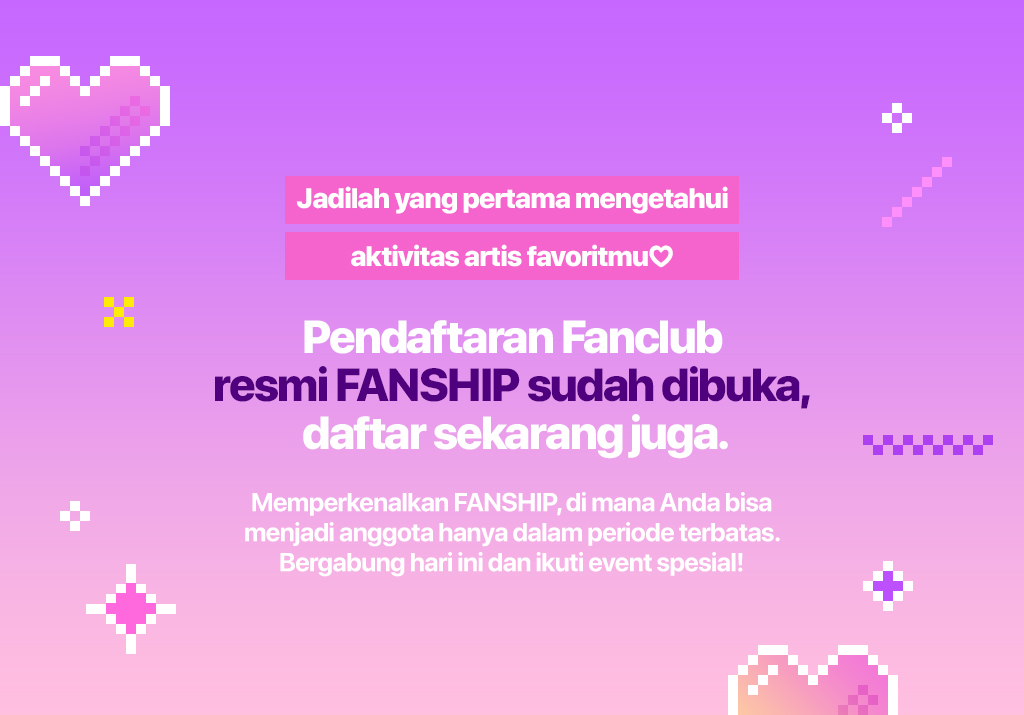 Jadilah yang pertama mengetahui
aktivitas artis favoritmu♡
Pendaftaran Fanclub
resmi FANSHIP sudah dibuka,
daftar sekarang juga.
Memperkenalkan FANSHIP, di mana Anda bisa
menjadi anggota hanya dalam periode terbatas.
Bergabung hari ini dan ikuti event spesial!